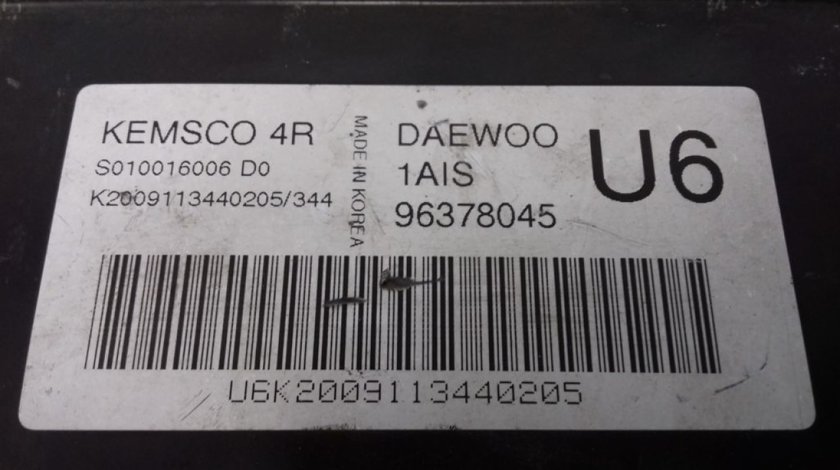 KEMSCO 4R
S010016006 D0
K2009113440205/344
MADE IN KOREA
DAEWOO
1AIS
96378045
U6
U6K2009113440205